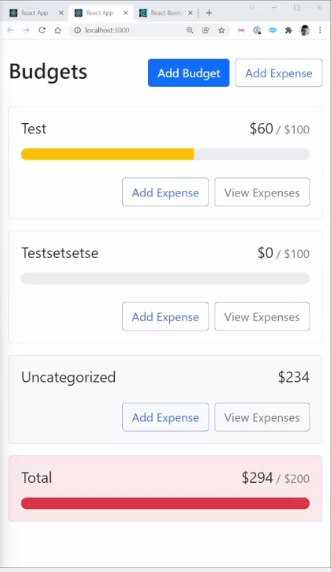 React App
React App
React-Boots
localhost:3000
Budgets
Add Budget
Add Expense
Test
$60 / $100
Add Expense
View Expenses
Testsetsetse
$0 / $100
Add Expense
View Expenses
Uncategorized
$234
Add Expense
View Expenses
Total
$294 / $200